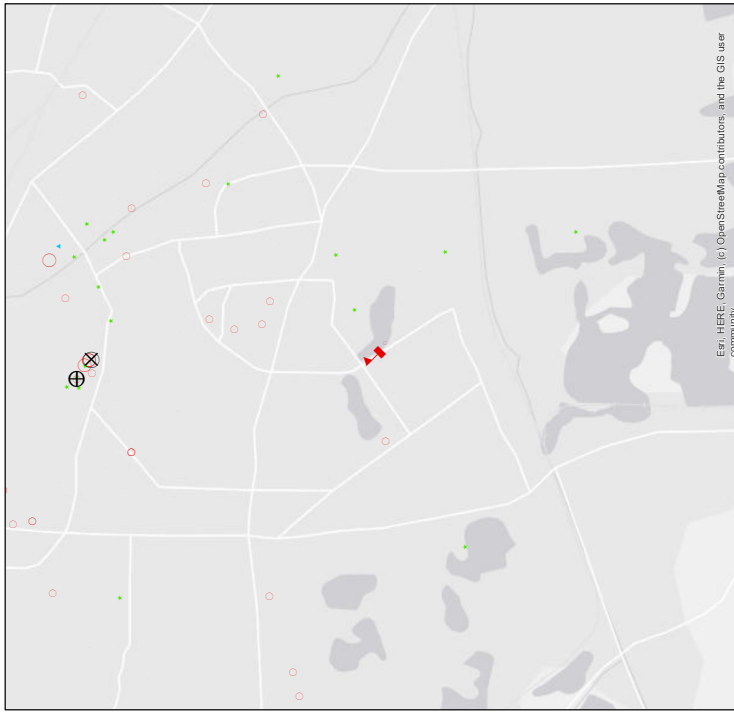 Esri, HERE, Garmin, (c) OpenStreetMap contributors, and the GIS user
community